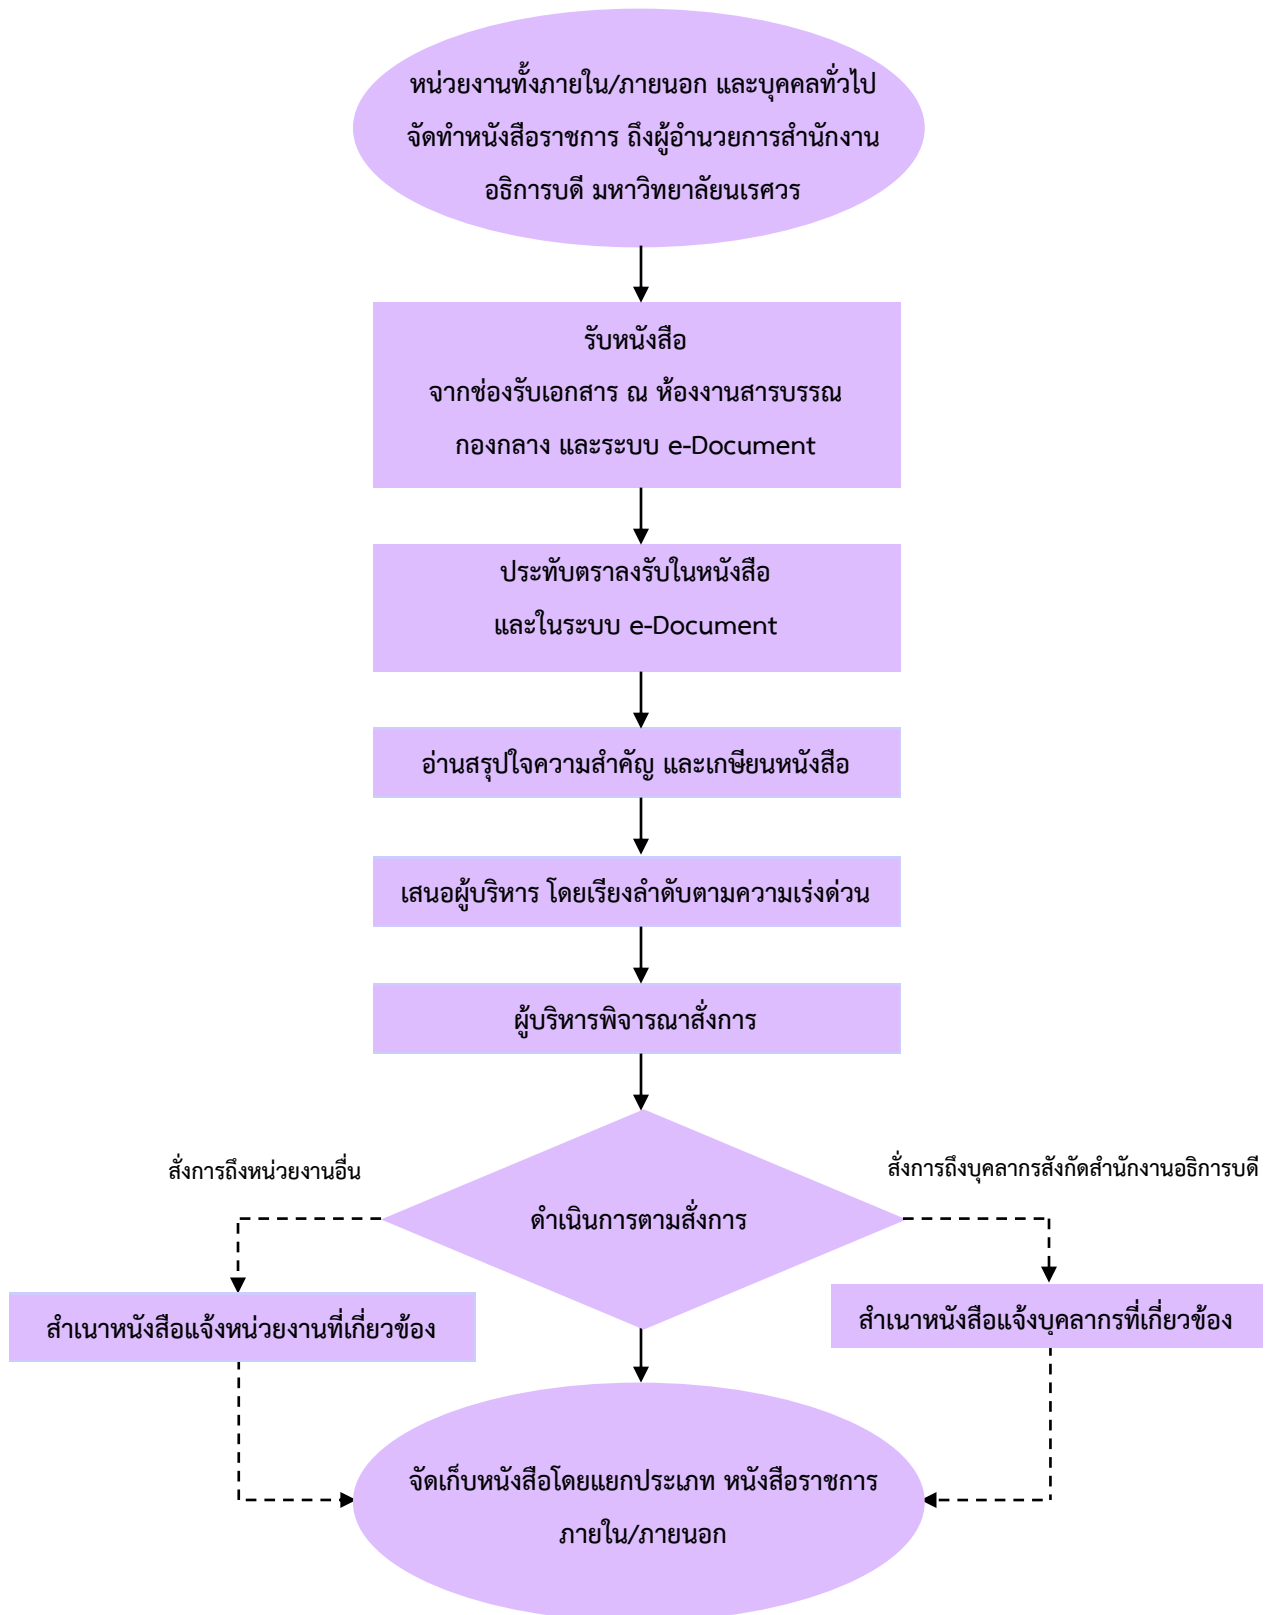 หน่วยงานทั้งภายใน/ภายนอก และบุคคลทั่วไป
จัดทำหนังสือราชการ ถึงผู้อำนวยการสำนักงาน
อธิการบดี มหาวิทยาลัยนเรศวร
รับหนังสือ
จากช่องรับเอกสาร ณ ห้องงานสารบรรณ
กองกลาง และระบบ e-Document
ประทับตราลงรับในหนังสือ
และในระบบ e-Document
อ่านสรุปใจความสำคัญ และเกษียนหนังสือ
เสนอผู้บริหาร โดยเรียงลำดับตามความเร่งด่วน
ผู้บริหารพิจารณาสั่งการ
สั่งการถึงหน่วยงานอื่น
สั่งการถึงบุคลากรสังกัดสำนักงานอธิการบดี
ดำเนินการตามสั่งการ
สำเนาหนังสือแจ้งหน่วยงานที่เกี่ยวข้อง
สำเนาหนังสือแจ้งบุคลากรที่เกี่ยวข้อง
จัดเก็บหนังสือโดยแยกประเภท หนังสือราชการ
ภายใน/ภายนอก